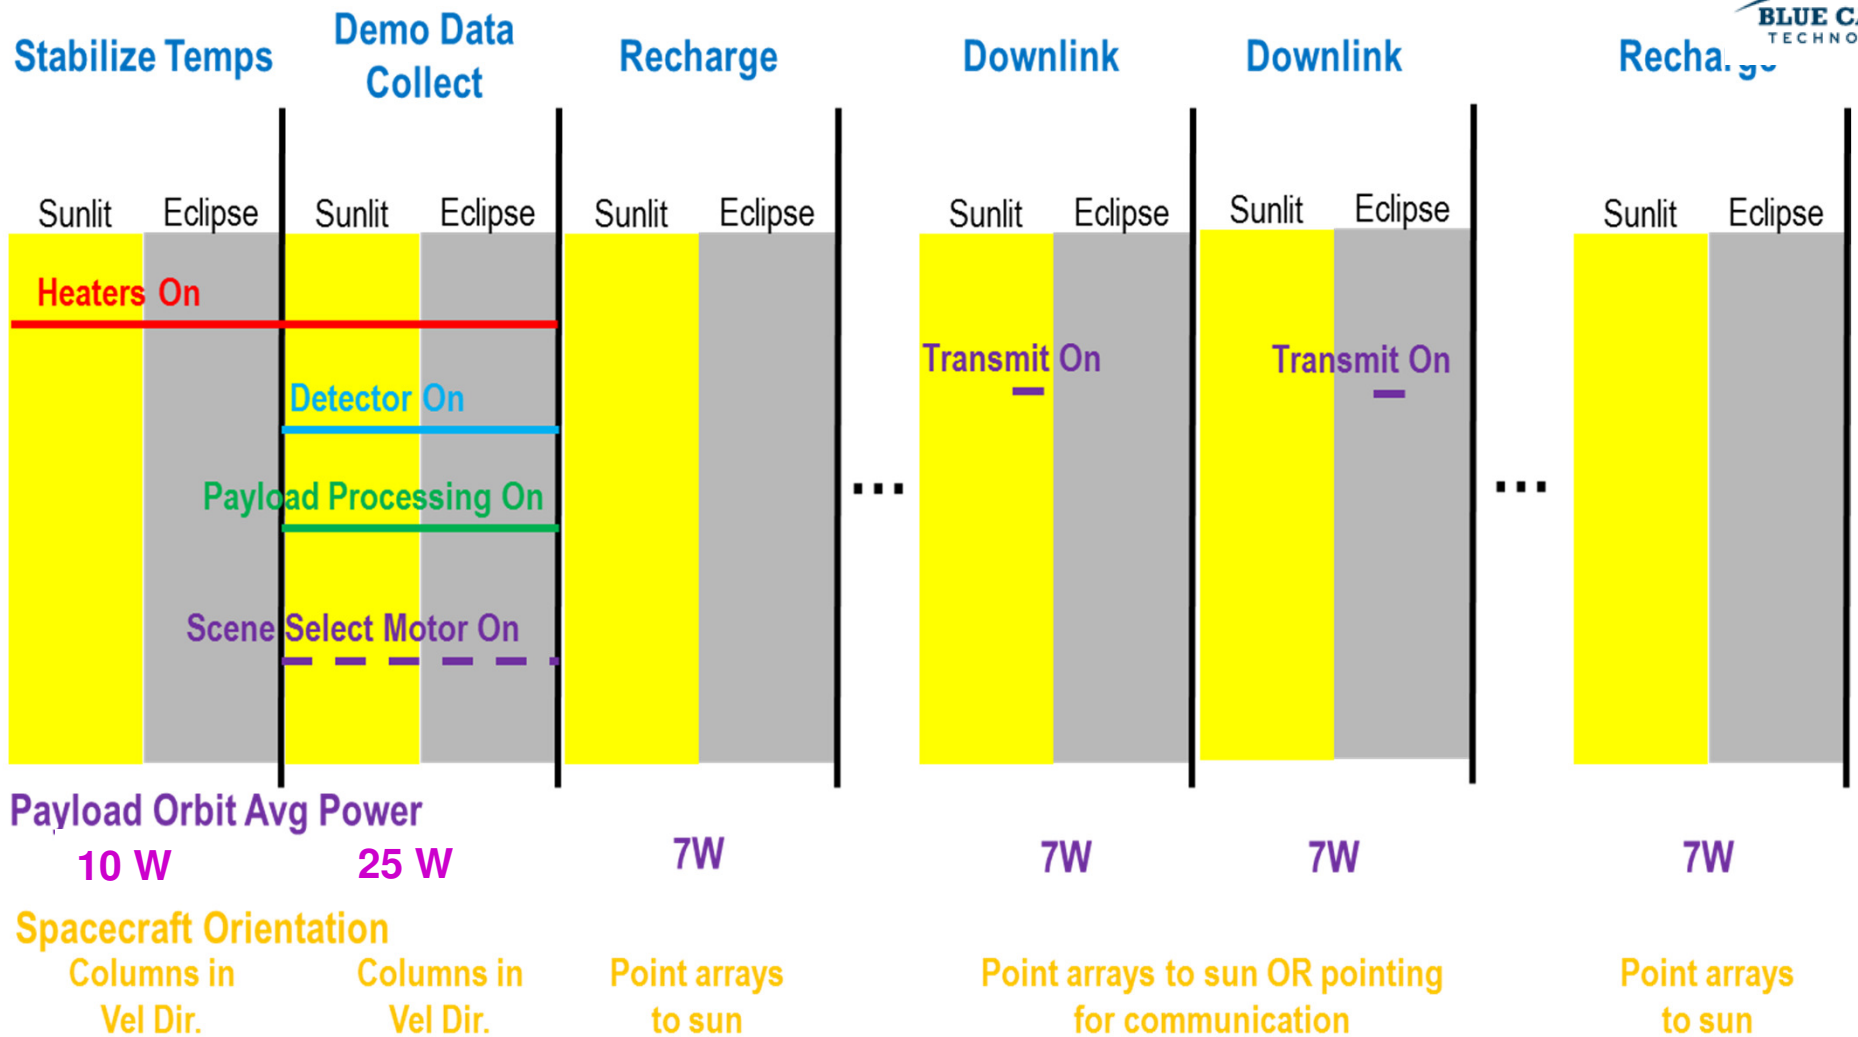 BLUE
TECHNO
Stabilize Temps
Demo Data
Collect
Recharge
Downlink
Downlink
Recharge
Sunlit
Eclipse
Sunlit
Eclipse
Sunlit
Eclipse
Sunlit
Eclipse
Sunlit
Eclipse
Sunlit
Eclipse
Heaters On
Detector On
Payload Processing On
Scene Select Motor On
Transmit On
Transmit On
...
...
Payload Orbit Avg Power
10 W
25 W
7W
7W
7W
7W
Spacecraft Orientation
Columns in
Vel Dir.
Columns in
Vel Dir.
Point arrays
to sun
Point arrays to sun OR pointing
for communication
Point arrays
to sun